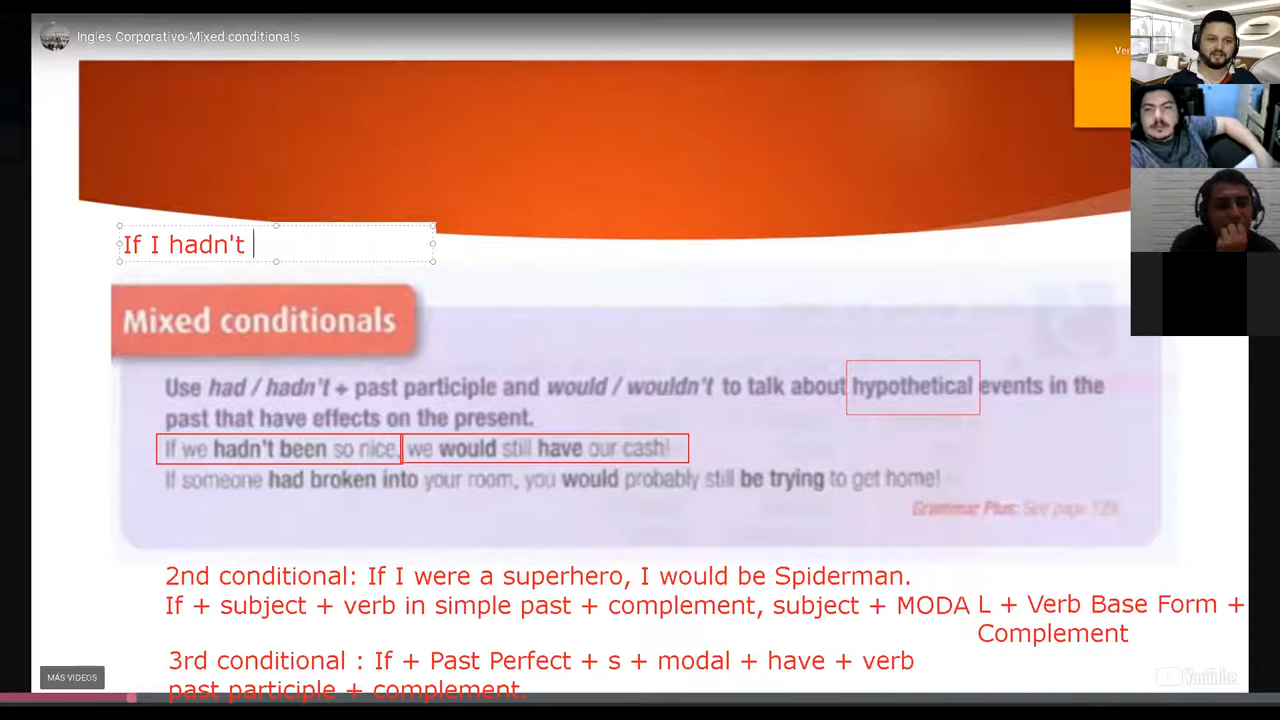 Ingles Corporativo-Mixed conditionals
Ver
If I hadn't
Mixed conditionals
Use had / hadn't + past participle and would / wouldn't to talk about hypothetical events in the
past that have effects on the present.
If we hadn't been so nice, we would still have our cash!
If someone had broken into your room, you would probably still be trying to get home!
Grammar Plus: See page
2nd conditional: If I were a superhero, I would be Spiderman.
If + subject + verb in simple past + complement, subject + MODA L + Verb Base Form +
Complement
3rd conditional : If + Past Perfect + s + modal + have + verb
past participle + complement.
MÁS VIDEOS
YouTube